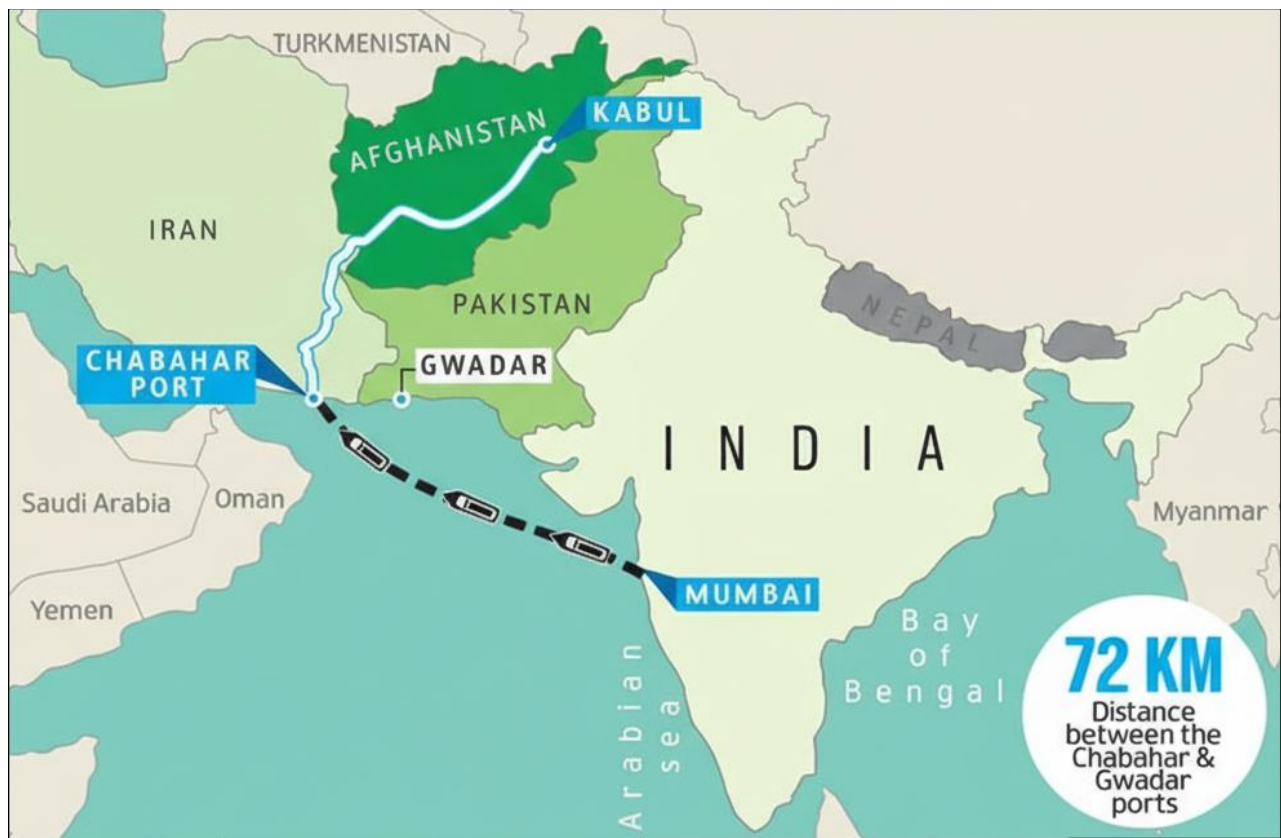 TURKMENISTAN
KABUL
AFGHANISTAN
IRAN
PAKISTAN
NEPAL
CHABAHAR
PORT
GWADAR
INDIA
Saudi Arabia
Oman
Myanmar
Yemen
MUMBAI
Arabian
sea
Bay
of
Bengal
72 KM
Distance
between the
Chabahar &
Gwadar
ports